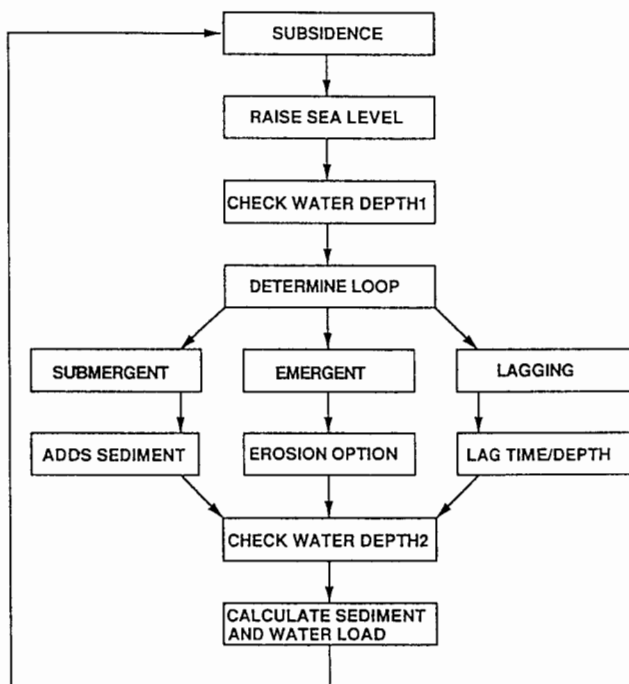 SUBSIDENCE
RAISE SEA LEVEL
CHECK WATER DEPTH1
DETERMINE LOOP
SUBMERGENT
EMERGENT
LAGGING
ADDS SEDIMENT
EROSION OPTION
LAG TIME/DEPTH
CHECK WATER DEPTH2
CALCULATE SEDIMENT
AND WATER LOAD